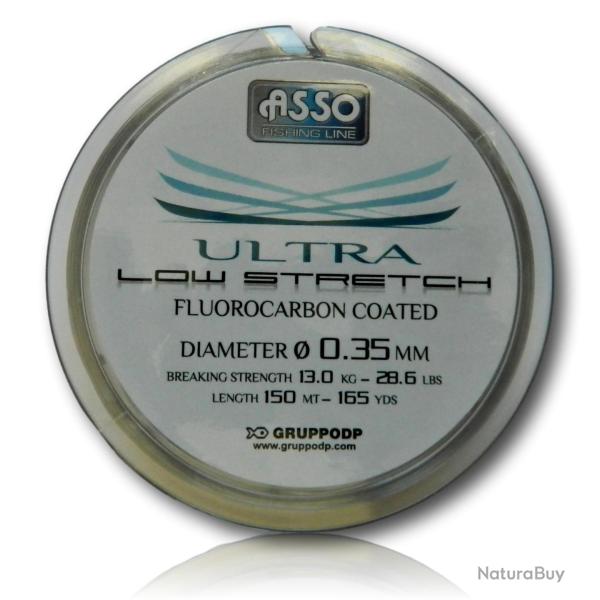 ASSO
FISHING LINE
ULTRA
LOW STRETCH
FLUOROCARBON COATED
DIAMETER Ø 0.35 MM
BREAKING STRENGTH 13.0 KG - 28.6 LBS
LENGTH 150 MT - 165 YDS
GRUPPODP
www.gruppodp.com
NaturaBuy